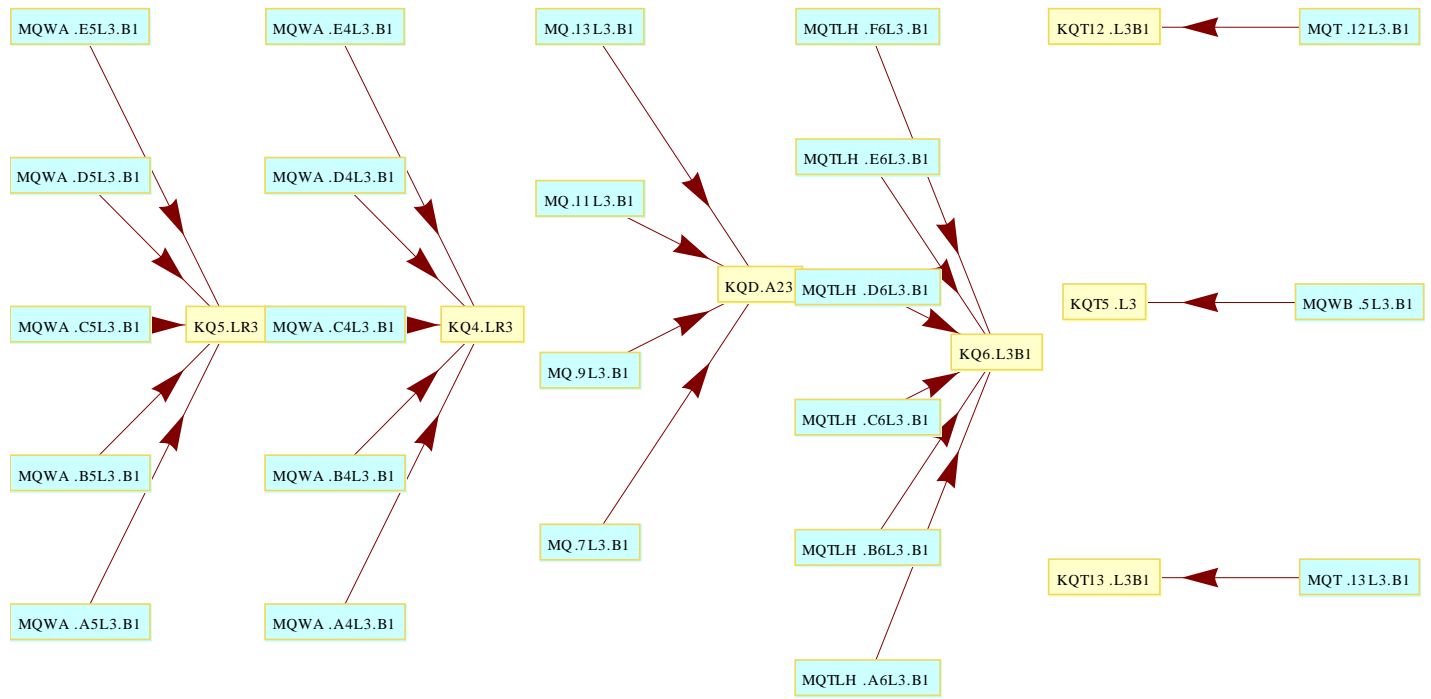 MQWA .E5L3.B1
MQWA .E4L3.B1
MQ .13L3.B1
MQTLH .F6L3.B1
KQT12 .L3B1
MQT .12L3.B1
MQWA .D5L3.B1
MQWA .D4L3.B1
MQ .11L3.B1
MQTLH .E6L3.B1
KQD.A23
MQTLH .D6L3.B1
KQT5 .L3
MQWB .5L3.B1
MQWA .C5L3.B1
KQ5.LR3
MQWA .C4L3.B1
KQ4.LR3
KQ6.L3B1
MQ .9L3.B1
MQTLH .C6L3.B1
MQWA .B5L3.B1
MQWA .B4L3.B1
MQ .7L3.B1
MQTLH .B6L3.B1
KQT13 .L3B1
MQT .13L3.B1
MQWA .A5L3.B1
MQWA .A4L3.B1
MQTLH .A6L3.B1